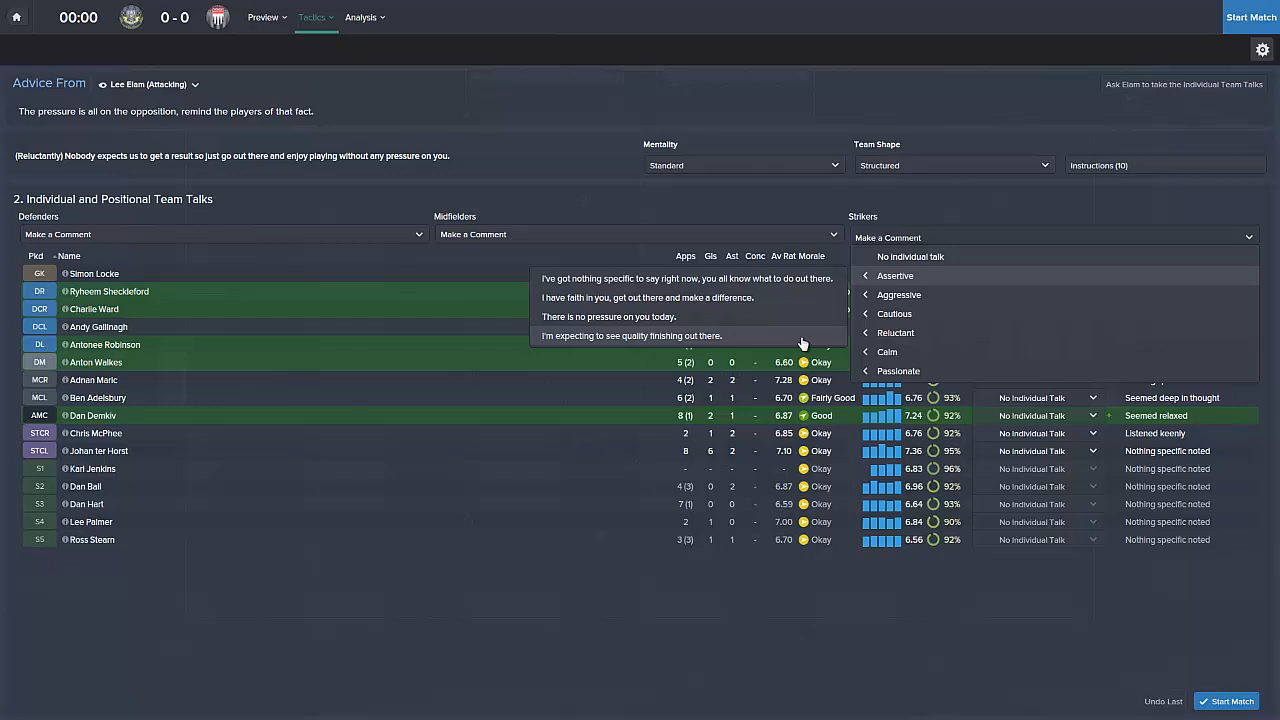 00:00 0 - 0 Preview Tactics Analysis Start Match
Advice From Lee Elam (Attacking) Ask Elam to take the Individual Team Talks
The pressure is all on the opposition, remind the players of that fact.
Mentality Team Shape
(Reluctantly) Nobody expects us to get a result so just go out there and enjoy playing without any pressure on you.
Standard Structured Instructions (10)
2. Individual and Positional Team Talks
Defenders Midfielders Strikers
Make a Comment Make a Comment Make a Comment
Pkd Name Apps Gls Ast Conc Av Rat Morale
No individual talk
Assertive
Aggressive
Cautious
Reluctant
Calm
Passionate
I've got nothing specific to say right now, you all know what to do out there.
I have faith in you, get out there and make a difference.
There is no pressure on you today.
I'm expecting to see quality finishing out there.
GK Simon Locke
DR Ryheem Sheckleford
DCR Charlie Ward
DCL Andy Gallinagh
DL Antonee Robinson
DM Anton Walkes 5 (2) 0 0 - 6.60 Okay
MCR Adnan Maric 4 (2) 2 2 - 7.28 Okay
MCL Ben Adelsbury 6 (2) 1 1 - 6.70 Fairly Good 6.76 93% No Individual Talk Seemed deep in thought
AMC Dan Demkiv 8 (1) 2 1 - 6.87 Good 7.24 92% No Individual Talk Seemed relaxed
STCR Chris McPhee 2 1 2 - 6.85 Okay 6.76 92% No Individual Talk Listened keenly
STCL Johan ter Horst 8 6 2 - 7.10 Okay 7.36 95% No Individual Talk Nothing specific noted
S1 Karl Jenkins - - - - - Okay 6.83 96% No Individual Talk Nothing specific noted
S2 Dan Ball 4 (3) 0 2 - 6.87 Okay 6.96 92% No Individual Talk Nothing specific noted
S3 Dan Hart 7 (1) 0 0 - 6.59 Okay 6.64 93% No Individual Talk Nothing specific noted
S4 Lee Palmer 2 1 0 - 7.00 Okay 6.84 90% No Individual Talk Nothing specific noted
S5 Ross Stearn 3 (3) 1 1 - 6.70 Okay 6.56 92% No Individual Talk Nothing specific noted
Undo Last Start Match